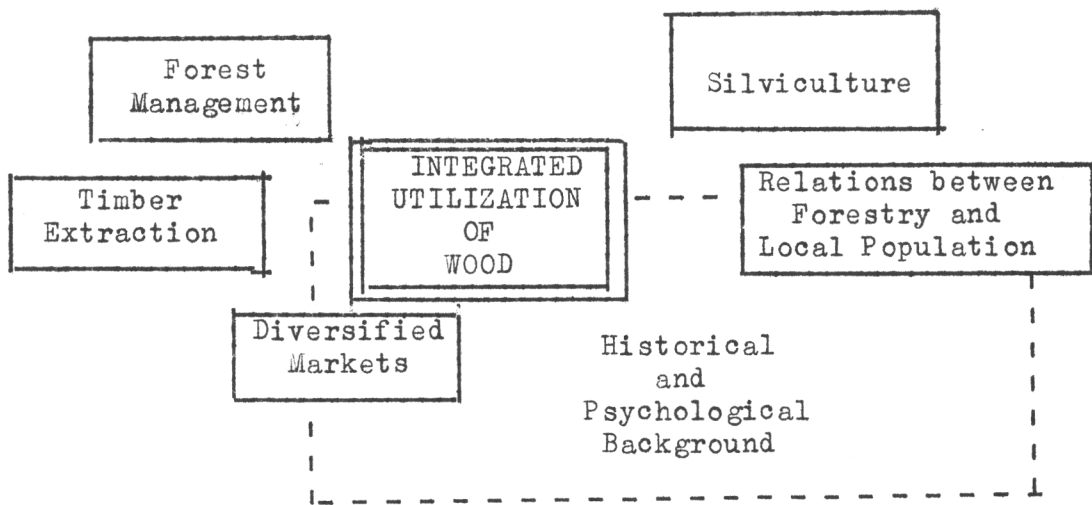 Forest
Management
Silviculture
INTEGRATED
UTILIZATION
OF
WOOD
Timber
Extraction
Relations between
Forestry and
Local Population
Diversified
Markets
Historical
and
Psychological
Background